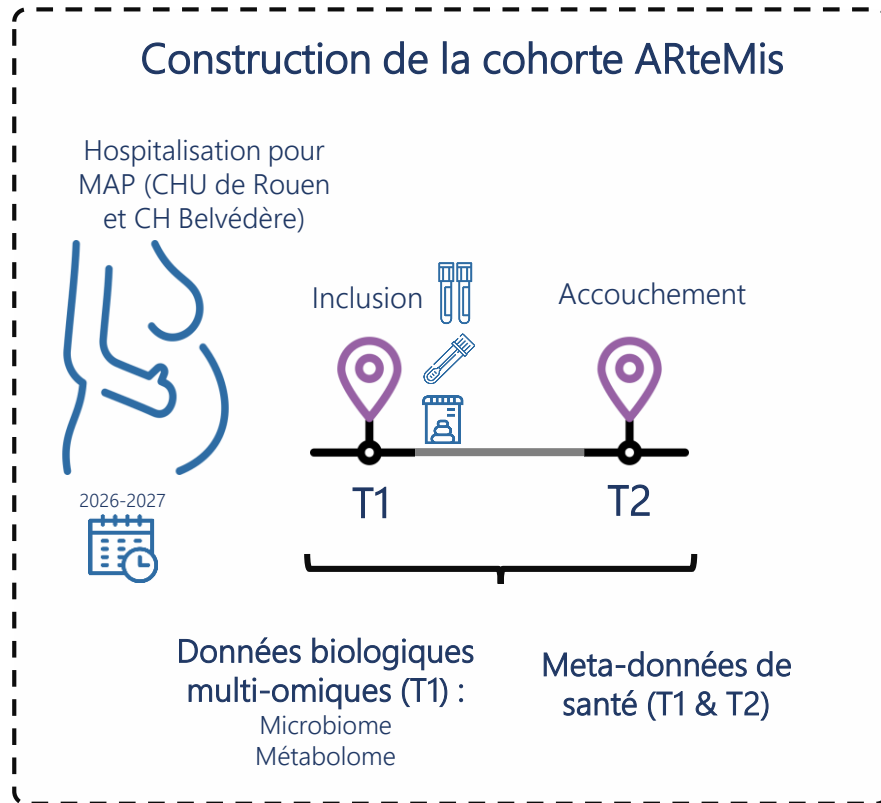 Construction de la cohorte ARteMis
Hospitalisation pour
MAP (CHU de Rouen
et CH Belvédère)
Inclusion
Accouchement
2026-2027
T1
T2
Données biologiques
multi-omiques (T1) :
Microbiome
Métabolome
Meta-données de
santé (T1 & T2)